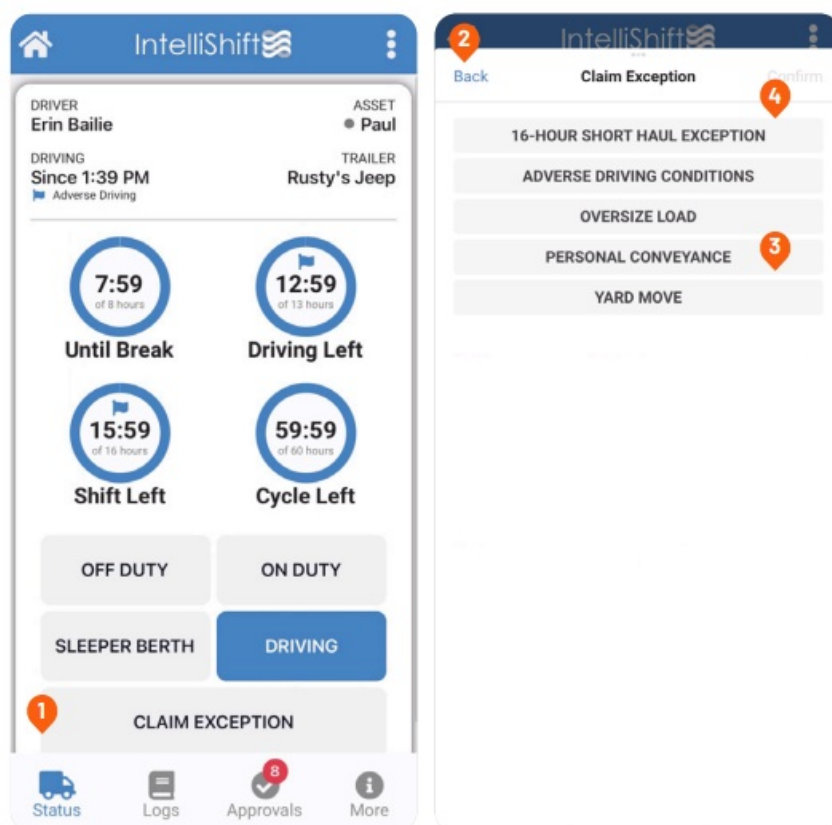 IntelliShift
DRIVER
Erin Bailie
ASSET
Paul
DRIVING
Since 1:39 PM
Adverse Driving
TRAILER
Rusty's Jeep
7:59
of 8 hours
Until Break
12:59
of 13 hours
Driving Left
15:59
of 16 hours
Shift Left
59:59
of 60 hours
Cycle Left
OFF DUTY
ON DUTY
SLEEPER BERTH
DRIVING
1
CLAIM EXCEPTION
Status
Logs
8
Approvals
More
2
IntelliShift
Back
Claim Exception
Confirm
4
16-HOUR SHORT HAUL EXCEPTION
ADVERSE DRIVING CONDITIONS
OVERSIZE LOAD
PERSONAL CONVEYANCE
3
YARD MOVE